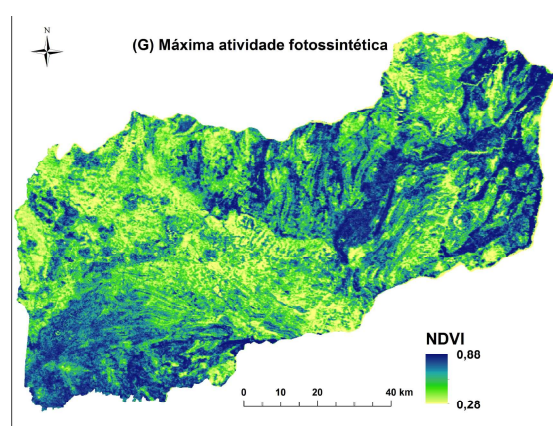 N
(G) Máxima atividade fotossintética
NDVI
0,88
0,28
0 10 20 40 km